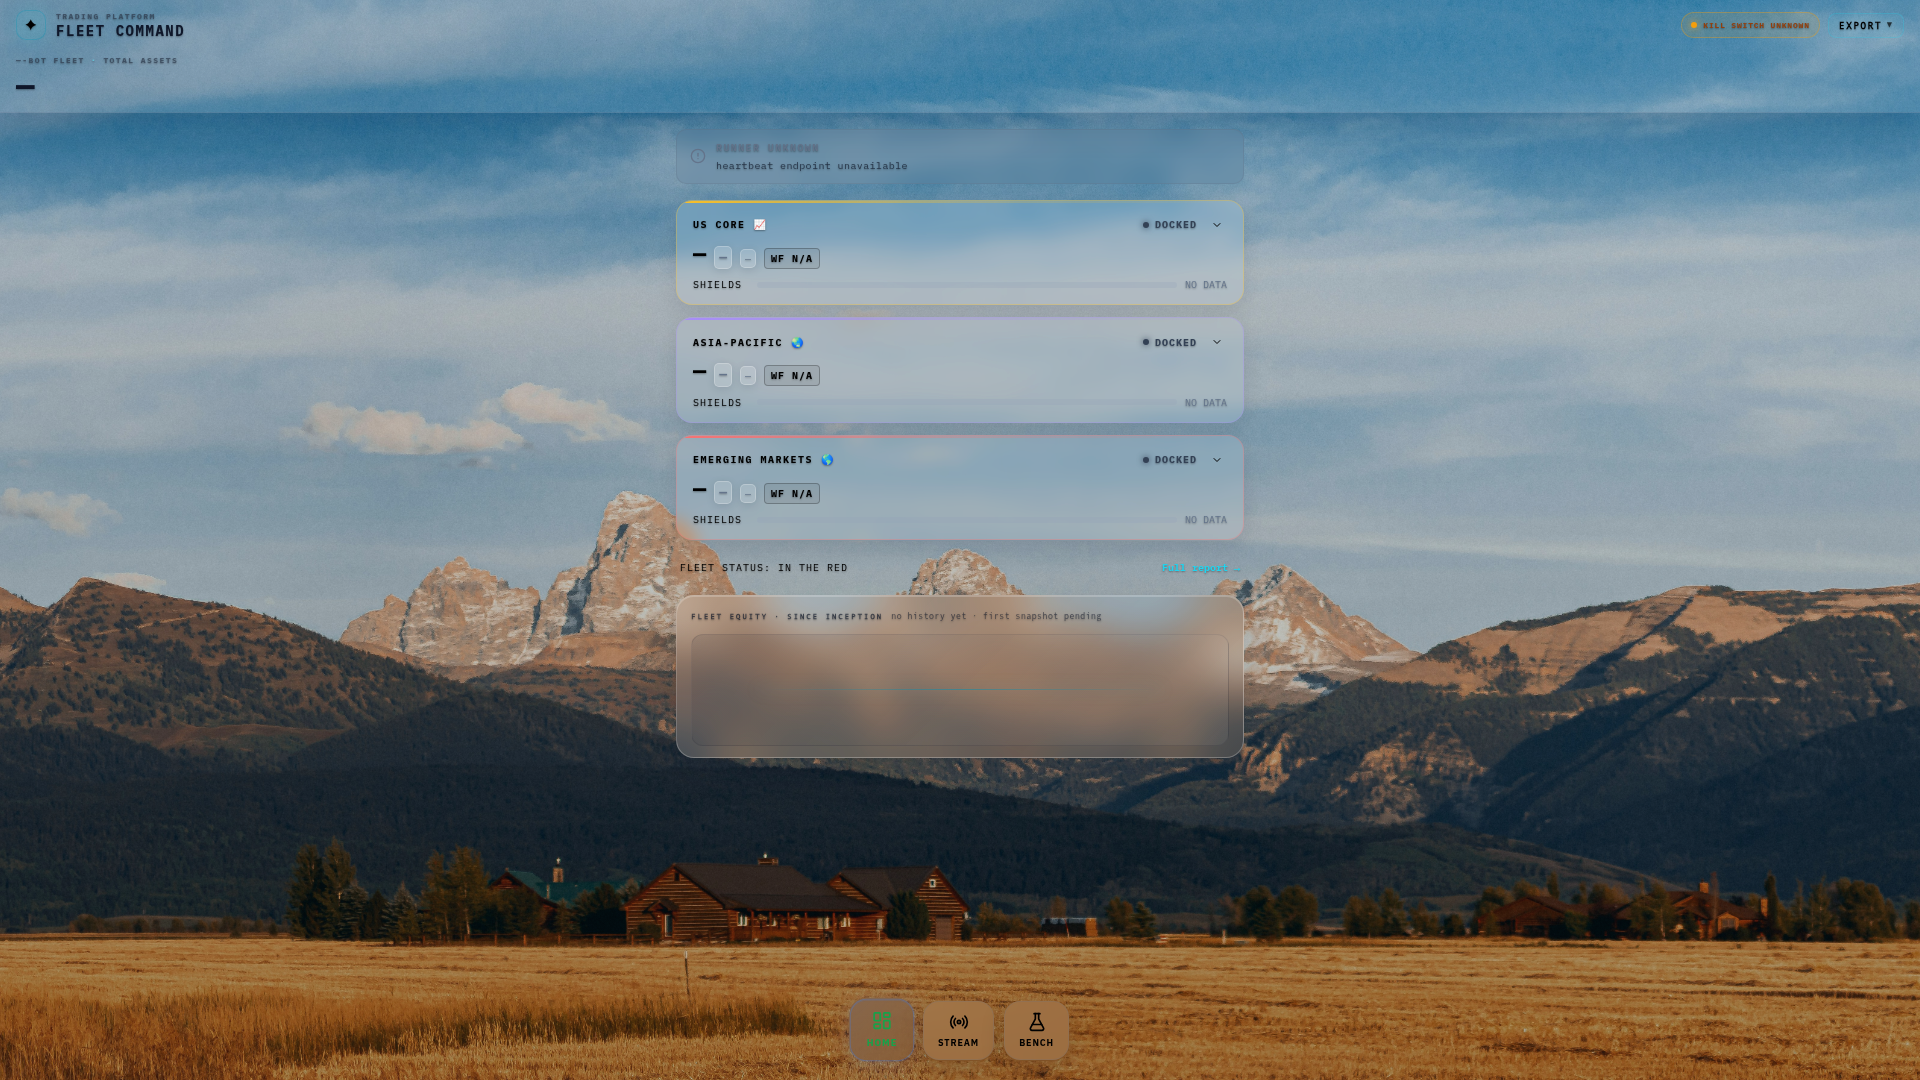 TRADING PLATFORM
FLEET COMMAND
KILL SWITCH UNKNOWN
EXPORT ▼
—-BOT FLEET · TOTAL ASSETS
—
RUNNER UNKNOWN
heartbeat endpoint unavailable
US CORE 📈
DOCKED
— — — WF N/A
SHIELDS NO DATA
ASIA-PACIFIC 🌏
DOCKED
— — — WF N/A
SHIELDS NO DATA
EMERGING MARKETS 🌎
DOCKED
— — — WF N/A
SHIELDS NO DATA
FLEET STATUS: IN THE RED
Full report →
FLEET EQUITY · SINCE INCEPTION no history yet · first snapshot pending
HOME
STREAM
BENCH